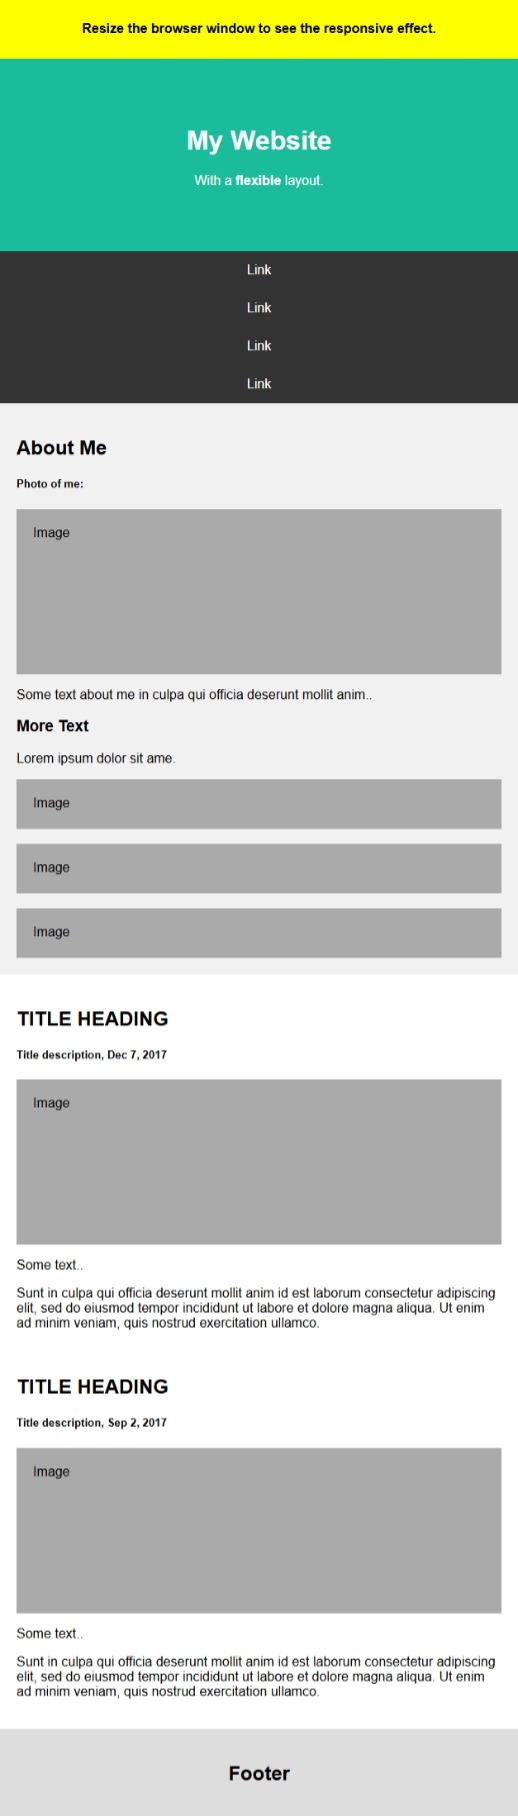 Resize the browser window to see the responsive effect.
My Website
With a flexible layout.
Link
Link
Link
Link
About Me
Photo of me:
Image
Some text about me in culpa qui officia deserunt mollit anim..
More Text
Lorem ipsum dolor sit ame.
Image
Image
Image
TITLE HEADING
Title description, Dec 7, 2017
Image
Some text..
Sunt in culpa qui officia deserunt mollit anim id est laborum consectetur adipiscing
elit, sed do eiusmod tempor incididunt ut labore et dolore magna aliqua. Ut enim
ad minim veniam, quis nostrud exercitation ullamco.
TITLE HEADING
Title description, Sep 2, 2017
Image
Some text..
Sunt in culpa qui officia deserunt mollit anim id est laborum consectetur adipiscing
elit, sed do eiusmod tempor incididunt ut labore et dolore magna aliqua. Ut enim
ad minim veniam, quis nostrud exercitation ullamco.
Footer